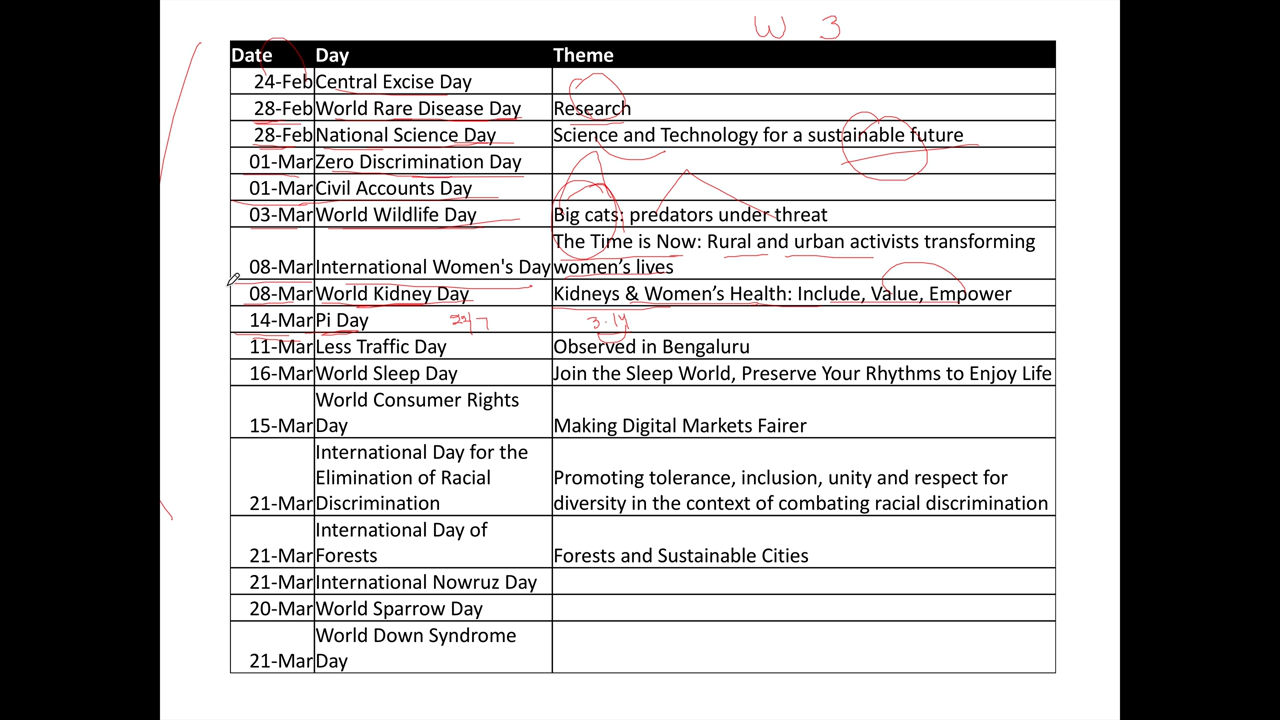 W 3
Date Day Theme
24-Feb Central Excise Day
28-Feb World Rare Disease Day Research
28-Feb National Science Day Science and Technology for a sustainable future
01-Mar Zero Discrimination Day
01-Mar Civil Accounts Day
03-Mar World Wildlife Day Big cats: predators under threat
The Time is Now: Rural and urban activists transforming
08-Mar International Women's Day women’s lives
08-Mar World Kidney Day Kidneys & Women’s Health: Include, Value, Empower
14-Mar Pi Day 22/7 3.14
11-Mar Less Traffic Day Observed in Bengaluru
16-Mar World Sleep Day Join the Sleep World, Preserve Your Rhythms to Enjoy Life
World Consumer Rights
15-Mar Day Making Digital Markets Fairer
International Day for the
Elimination of Racial Promoting tolerance, inclusion, unity and respect for
21-Mar Discrimination diversity in the context of combating racial discrimination
International Day of
21-Mar Forests Forests and Sustainable Cities
21-Mar International Nowruz Day
20-Mar World Sparrow Day
World Down Syndrome
21-Mar Day